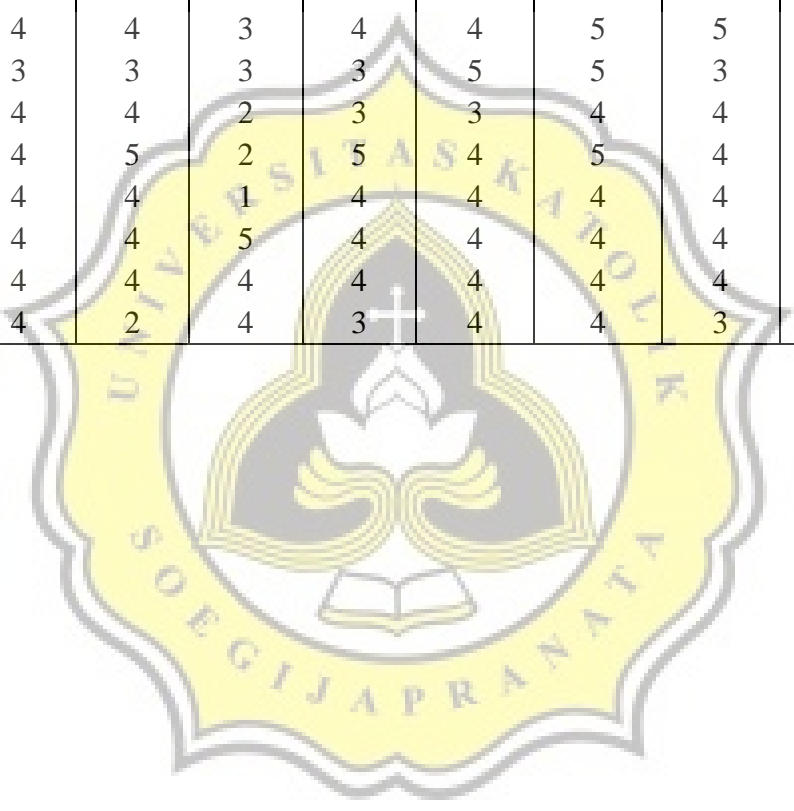 4 4 3 4 4 5 5
3 3 3 3 5 5 3
4 4 2 3 3 4 4
4 5 2 5 4 5 4
4 4 1 4 4 4 4
4 4 5 4 4 4 4
4 4 4 4 4 4 4
4 2 4 3 4 4 3
UNIVERSITAS KATOLIK
SOEGIJAPRANATA